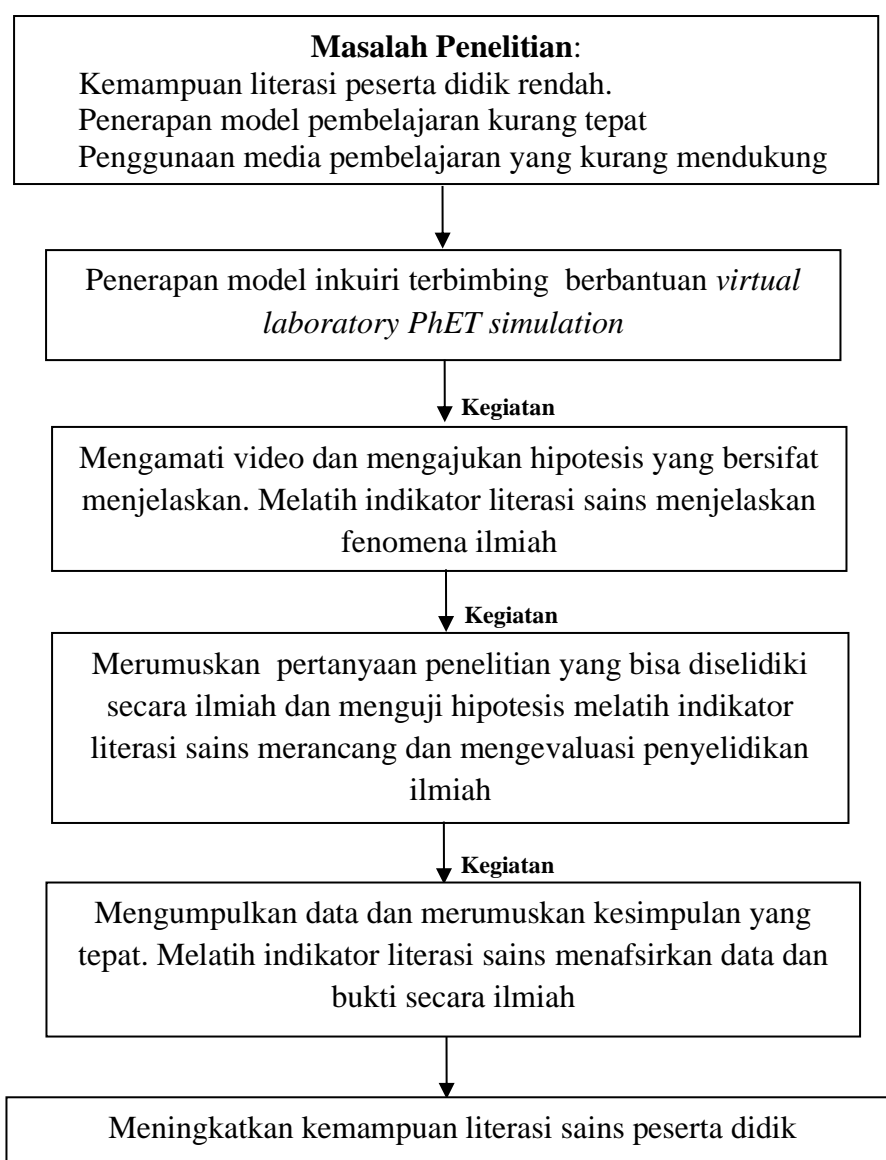 Masalah Penelitian:
Kemampuan literasi peserta didik rendah.
Penerapan model pembelajaran kurang tepat
Penggunaan media pembelajaran yang kurang mendukung
Penerapan model inkuiri terbimbing berbantuan virtual
laboratory PhET simulation
Kegiatan
Mengamati video dan mengajukan hipotesis yang bersifat
menjelaskan. Melatih indikator literasi sains menjelaskan
fenomena ilmiah
Kegiatan
Merumuskan pertanyaan penelitian yang bisa diselidiki
secara ilmiah dan menguji hipotesis melatih indikator
literasi sains merancang dan mengevaluasi penyelidikan
ilmiah
Kegiatan
Mengumpulkan data dan merumuskan kesimpulan yang
tepat. Melatih indikator literasi sains menafsirkan data dan
bukti secara ilmiah
Meningkatkan kemampuan literasi sains peserta didik